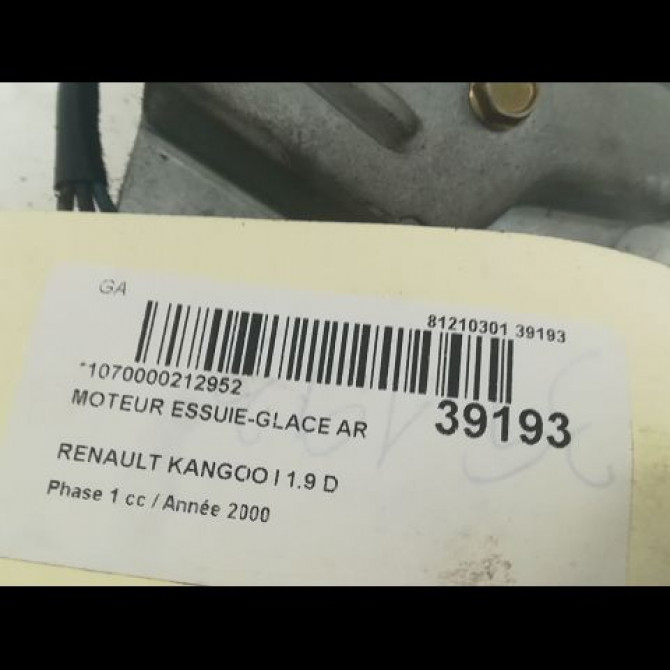 GA
81210301 39193
*1070000212952
39193
MOTEUR ESSUIE-GLACE AR
RENAULT KANGOO I 1.9 D
Phase 1 cc / Année 2000